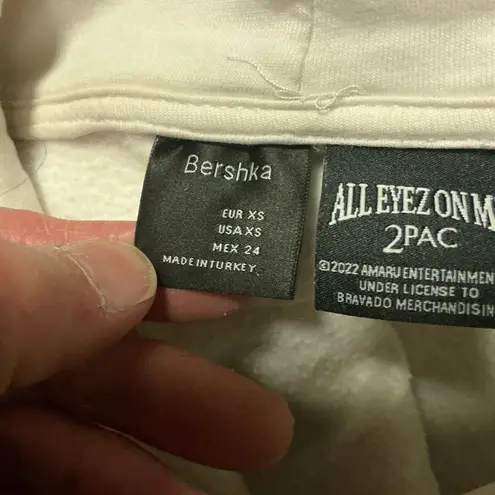 Bershka
EUR XS
USA XS
MEX 24
MADE IN TURKEY
ALL EYEZ ON M
2PAC
©2022 AMARU ENTERTAINMEN
UNDER LICENSE TO
BRAVADO MERCHANDISIN